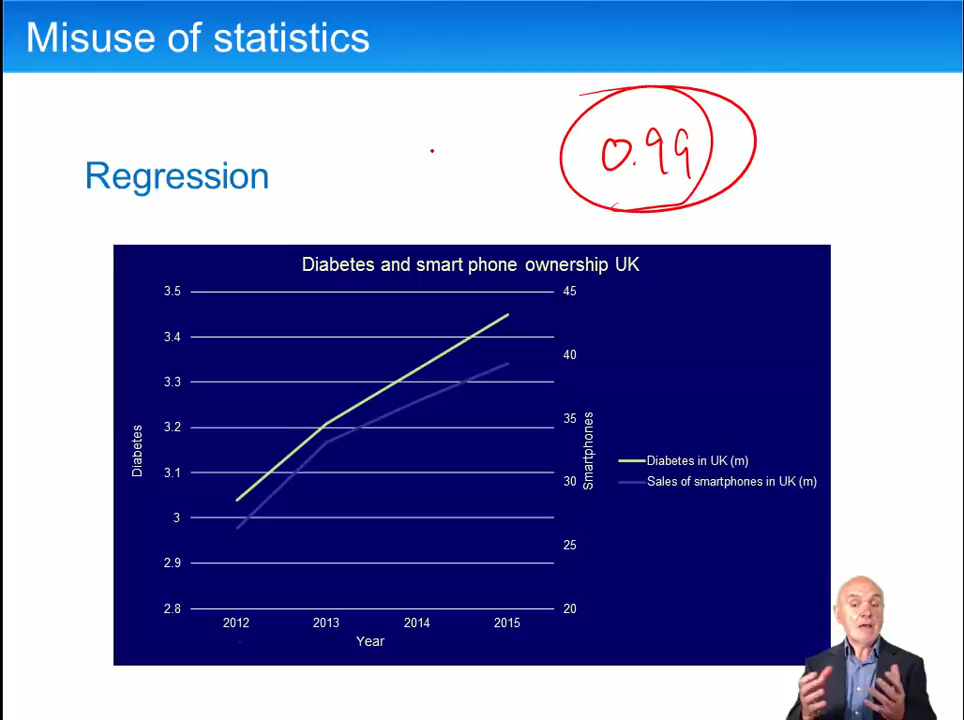 Misuse of statistics
0.99
Regression
Diabetes and smart phone ownership UK
3.5
3.4
3.3
3.2
3.1
3
2.9
2.8
Diabetes
45
40
35
30
25
20
Smartphones
Diabetes in UK (m)
Sales of smartphones in UK (m)
2012 2013 2014 2015
Year